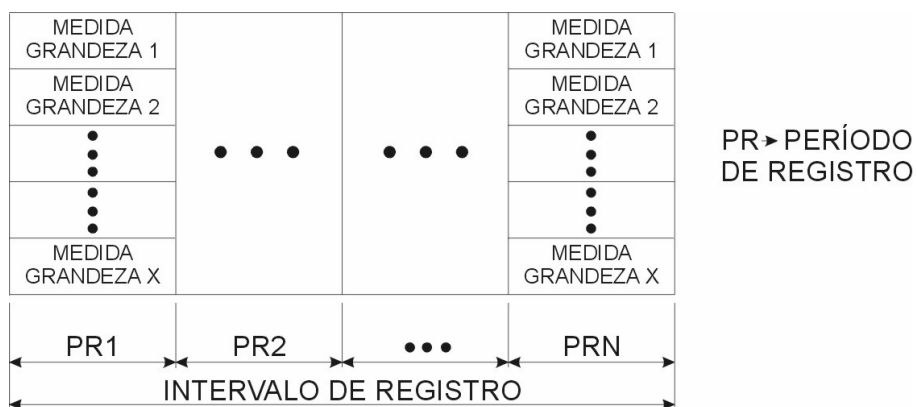 MEDIDA
GRANDEZA 1
MEDIDA
GRANDEZA 2
MEDIDA
GRANDEZA X
MEDIDA
GRANDEZA 1
MEDIDA
GRANDEZA 2
MEDIDA
GRANDEZA X
PR → PERÍODO
DE REGISTRO
PR1
PR2
PRN
INTERVALO DE REGISTRO